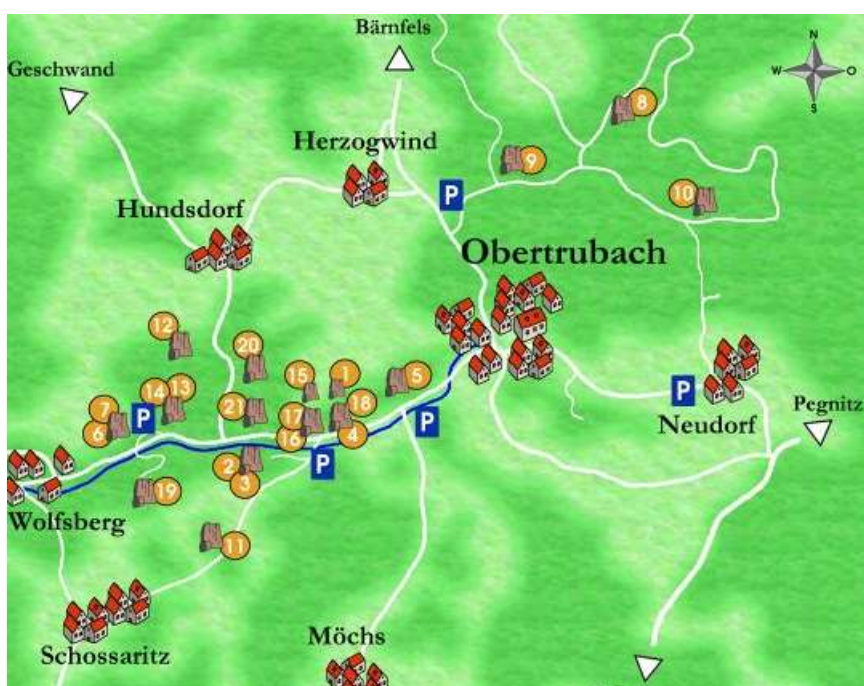 Bärnfels
N
Geschwand
W
O
S
8
Herzogwind
9
P
10
Hundsdorf
Obertrubach
12
20
15
1
5
14
13
P
7
21
17
18
P
Neudorf
Pegnitz
6
16
4
P
2
P
3
19
Wolfsberg
11
Möchs
Schossaritz